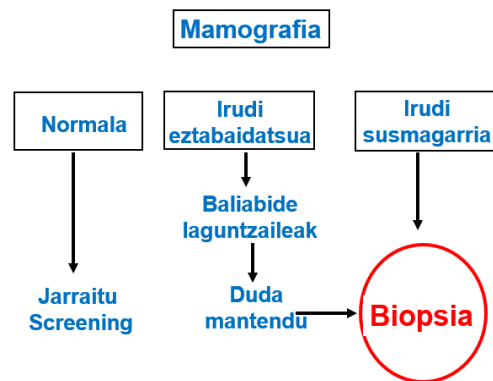 Mamografia
Normala
Irudi
eztabaidatsua
Irudi
susmagarria
Baliabide
laguntzaileak
Jarraitu
Screening
Duda
mantendu
Biopsia